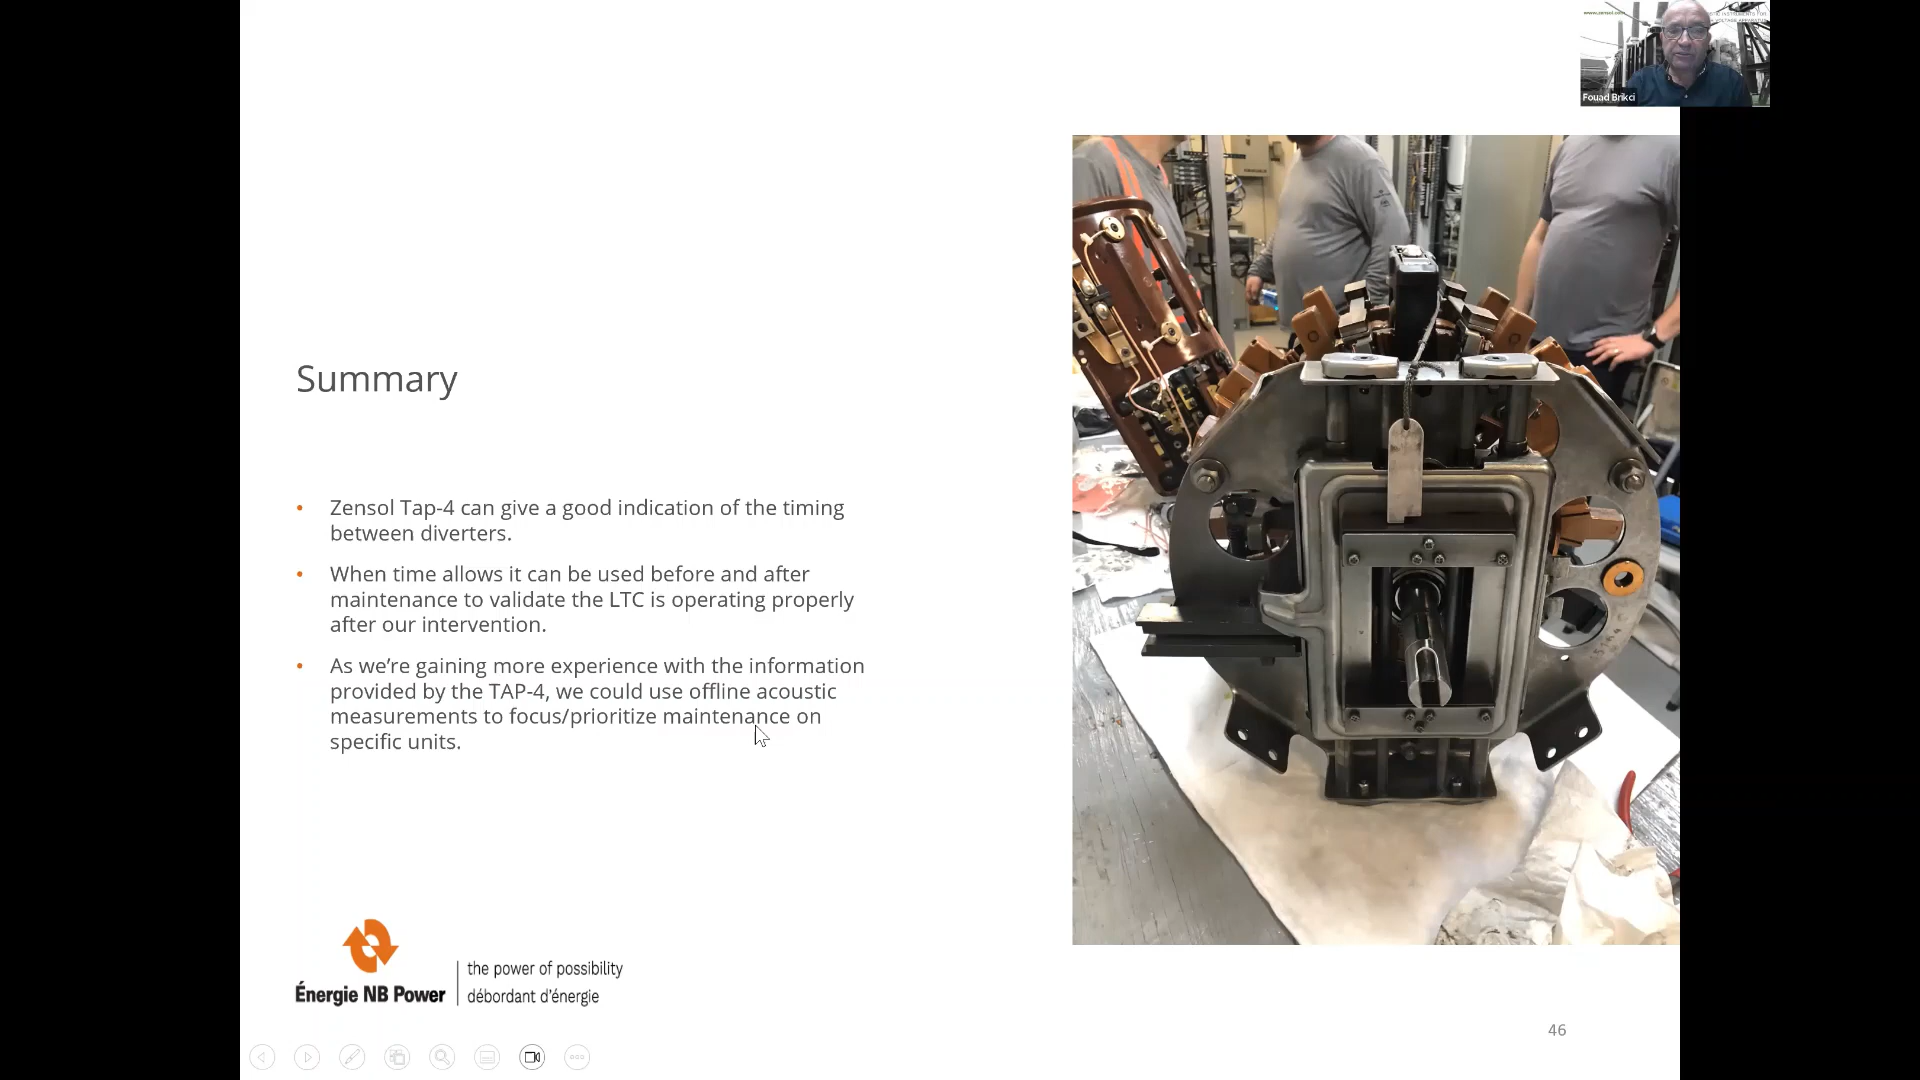 www.zensol.com
Fouad Brikci
Summary
• Zensol Tap-4 can give a good indication of the timing
between diverters.
• When time allows it can be used before and after
maintenance to validate the LTC is operating properly
after our intervention.
• As we’re gaining more experience with the information
provided by the TAP-4, we could use offline acoustic
measurements to focus/prioritize maintenance on
specific units.
Énergie NB Power
the power of possibility
débordant d’énergie
46